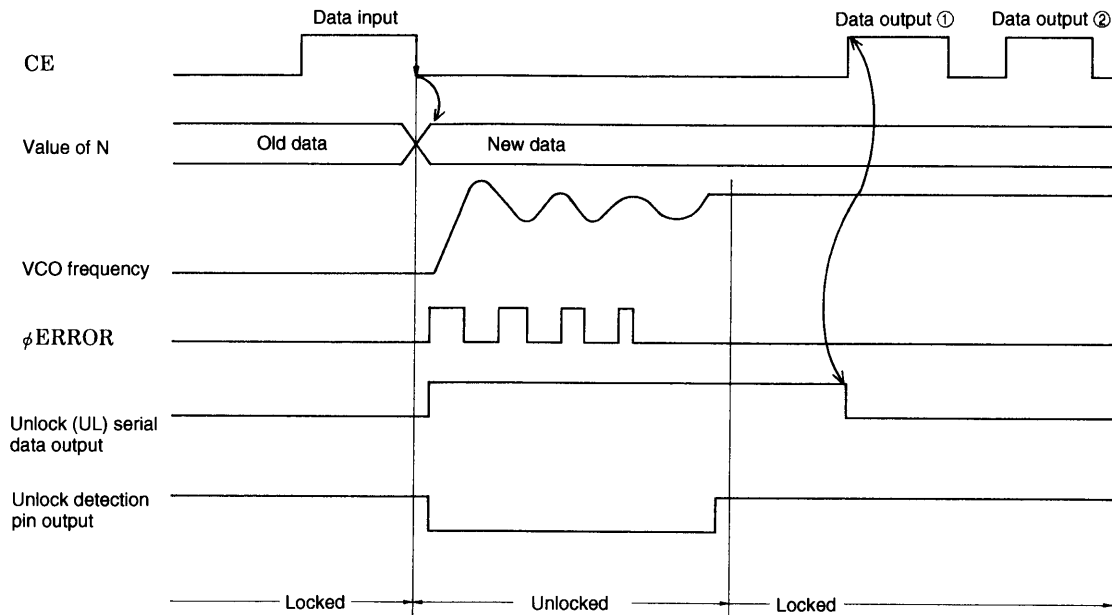 Data input
Data output ①
Data output ②
CE
Value of N
Old data
New data
VCO frequency
φERROR
Unlock (UL) serial
data output
Unlock detection
pin output
Locked
Unlocked
Locked